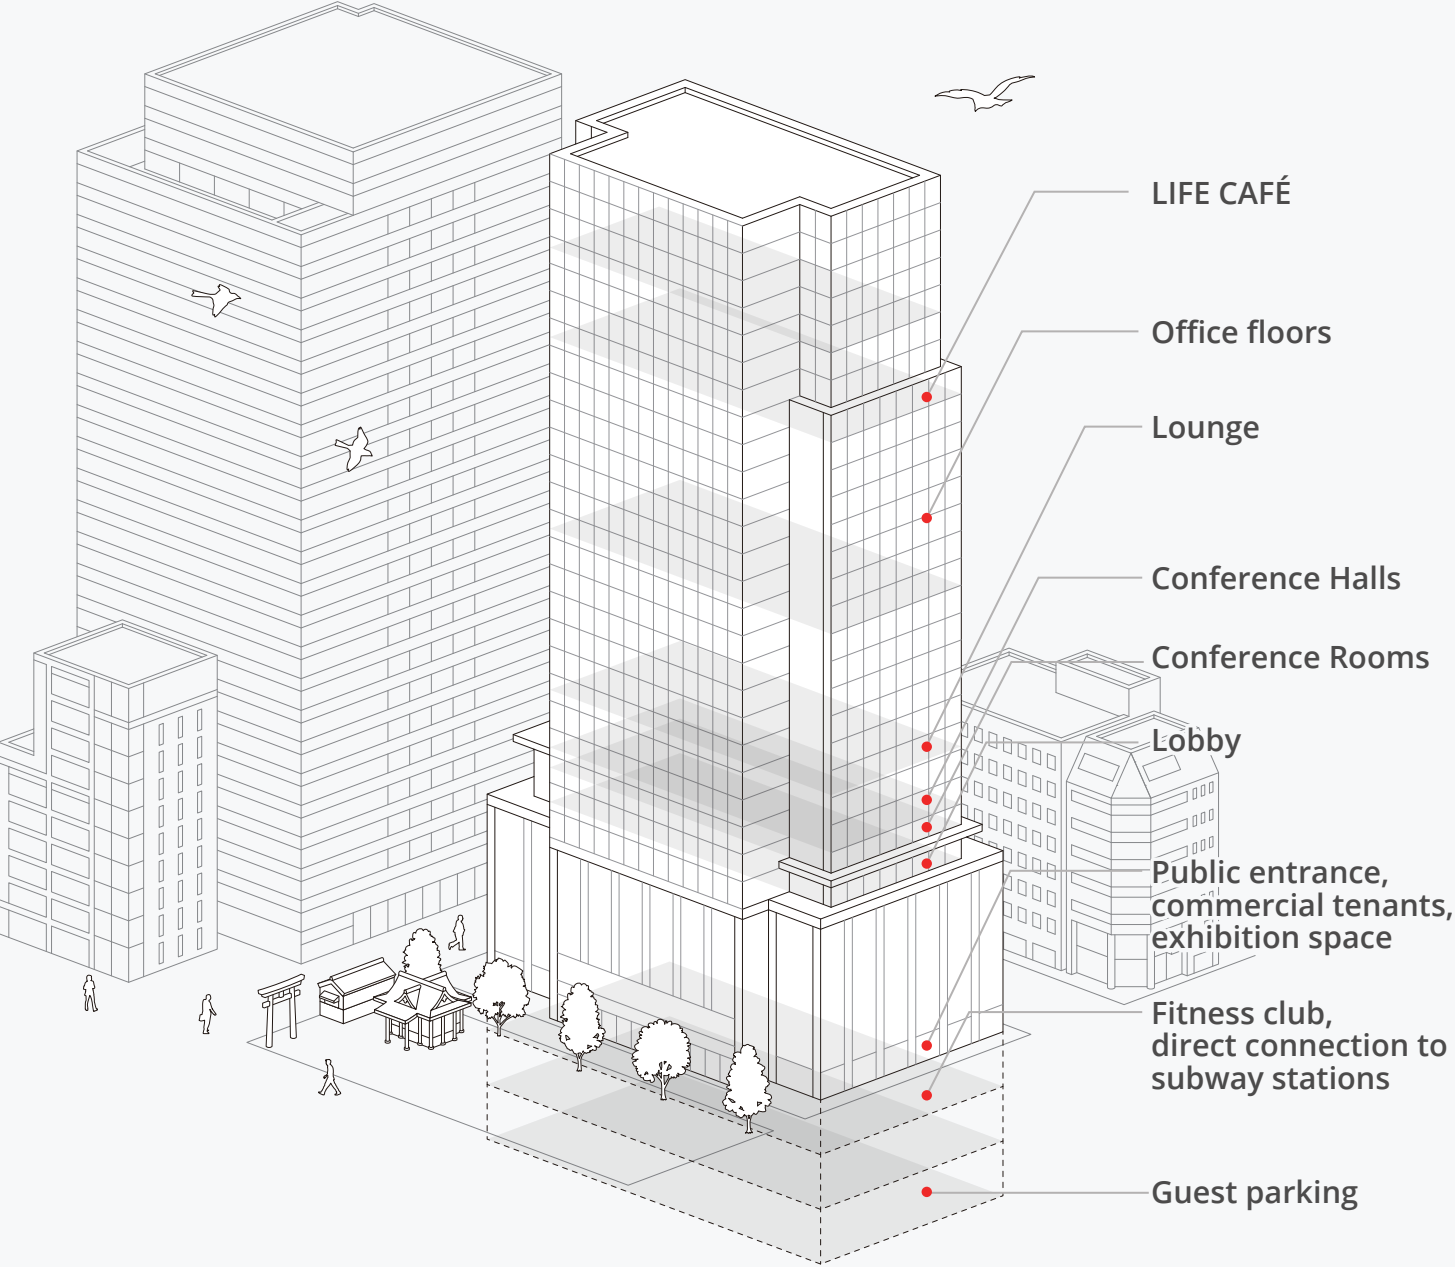 LIFE CAFÉ
Office floors
Lounge
Conference Halls
Conference Rooms
Lobby
Public entrance,
commercial tenants,
exhibition space
Fitness club,
direct connection to
subway stations
Guest parking